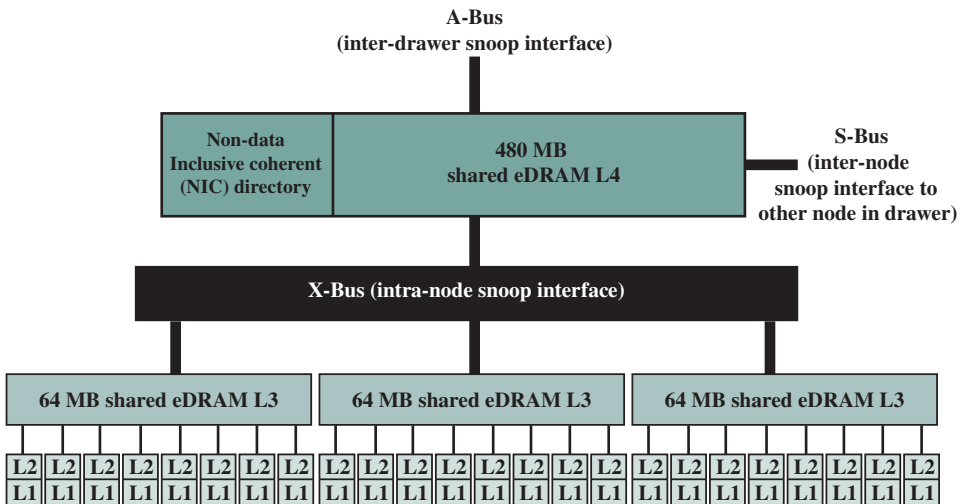 A-Bus
(inter-drawer snoop interface)
Non-data
Inclusive coherent
(NIC) directory
480 MB
shared eDRAM L4
S-Bus
(inter-node
snoop interface to
other node in drawer)
X-Bus (intra-node snoop interface)
64 MB shared eDRAM L3
64 MB shared eDRAM L3
64 MB shared eDRAM L3
L2 L2 L2 L2 L2 L2 L2 L2 L2 L2 L2 L2 L2 L2 L2 L2 L2 L2 L2 L2 L2 L2 L2 L2
L1 L1 L1 L1 L1 L1 L1 L1 L1 L1 L1 L1 L1 L1 L1 L1 L1 L1 L1 L1 L1 L1 L1 L1